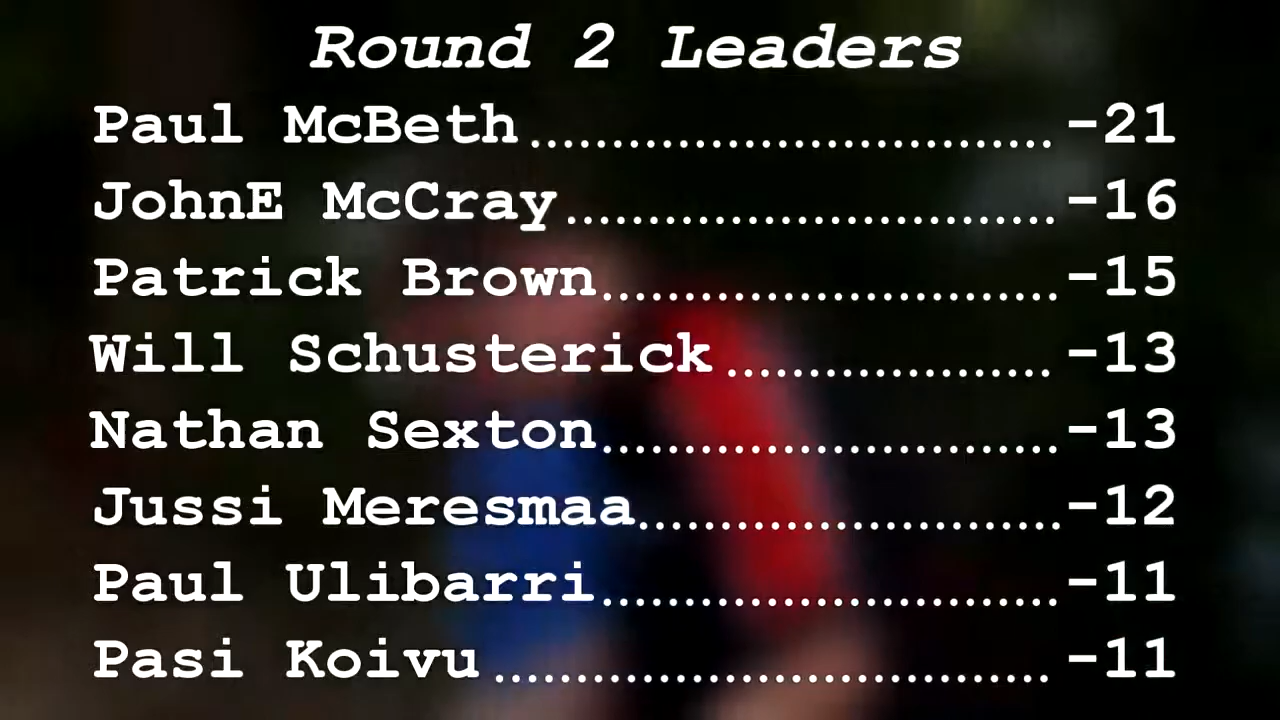 Round 2 Leaders
Paul McBeth................................-21
JohnE McCray..............................-16
Patrick Brown............................-15
Will Schusterick....................-13
Nathan Sexton............................-13
Jussi Meresmaa..........................-12
Paul Ulibarri............................-11
Pasi Koivu..................................-11